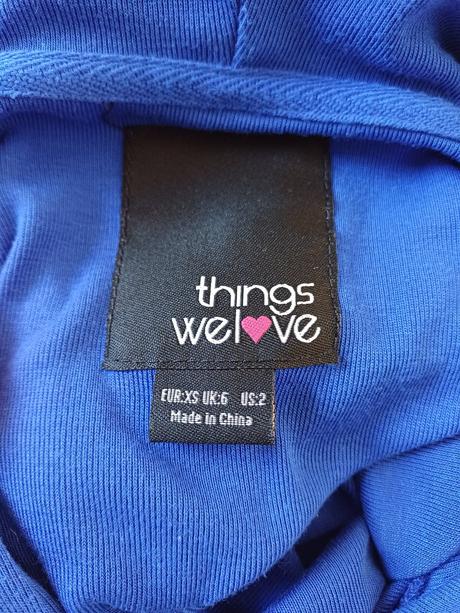 things
welove
EUR:XS UK:6 US:2
Made in China